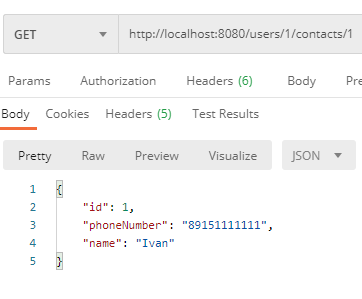 GET http://localhost:8080/users/1/contacts/1
Params Authorization Headers (6) Body Pre
Body Cookies Headers (5) Test Results
Pretty Raw Preview Visualize JSON
1 {
2 "id": 1,
3 "phoneNumber": "89151111111",
4 "name": "Ivan"
5 }